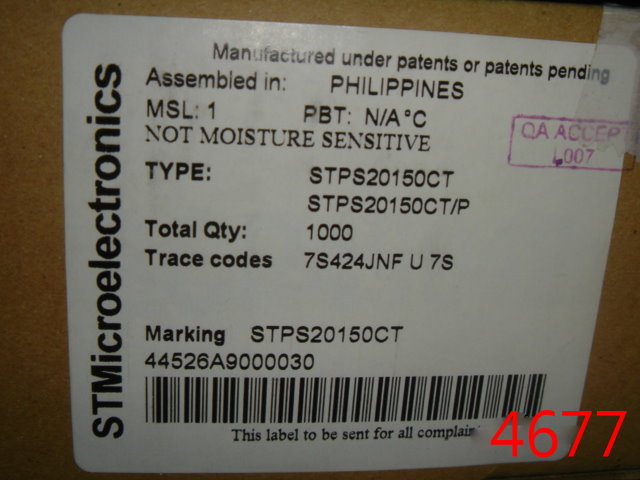 STMicroelectronics
Manufactured under patents or patents pending
Assembled in: PHILIPPINES
MSL: 1 PBT: N/A°C
NOT MOISTURE SENSITIVE
QA ACCEP
L007
TYPE: STPS20150CT
STPS20150CT/P
Total Qty: 1000
Trace codes 7S424JNF U 7S
Marking STPS20150CT
44526A9000030
This label to be sent for all complain
4677